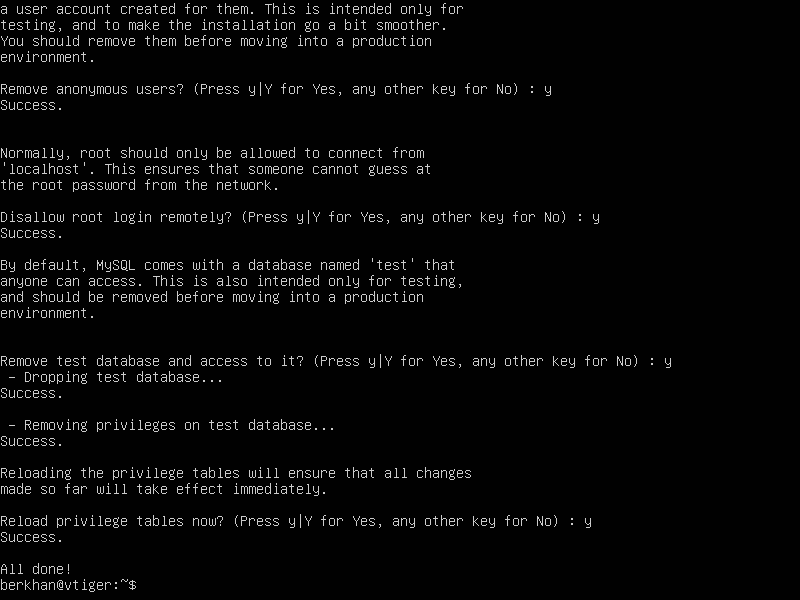 a user account created for them. This is intended only for
testing, and to make the installation go a bit smoother.
You should remove them before moving into a production
environment.
Remove anonymous users? (Press y|Y for Yes, any other key for No) : y
Success.
Normally, root should only be allowed to connect from
'localhost'. This ensures that someone cannot guess at
the root password from the network.
Disallow root login remotely? (Press y|Y for Yes, any other key for No) : y
Success.
By default, MySQL comes with a database named 'test' that
anyone can access. This is also intended only for testing,
and should be removed before moving into a production
environment.
Remove test database and access to it? (Press y|Y for Yes, any other key for No) : y
 - Dropping test database...
Success.
 - Removing privileges on test database...
Success.
Reloading the privilege tables will ensure that all changes
made so far will take effect immediately.
Reload privilege tables now? (Press y|Y for Yes, any other key for No) : y
Success.
All done!
berkhan@vtiger:~$